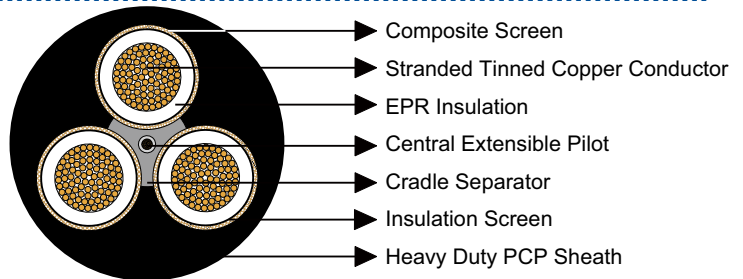 Composite Screen
Stranded Tinned Copper Conductor
EPR Insulation
Central Extensible Pilot
Cradle Separator
Insulation Screen
Heavy Duty PCP Sheath